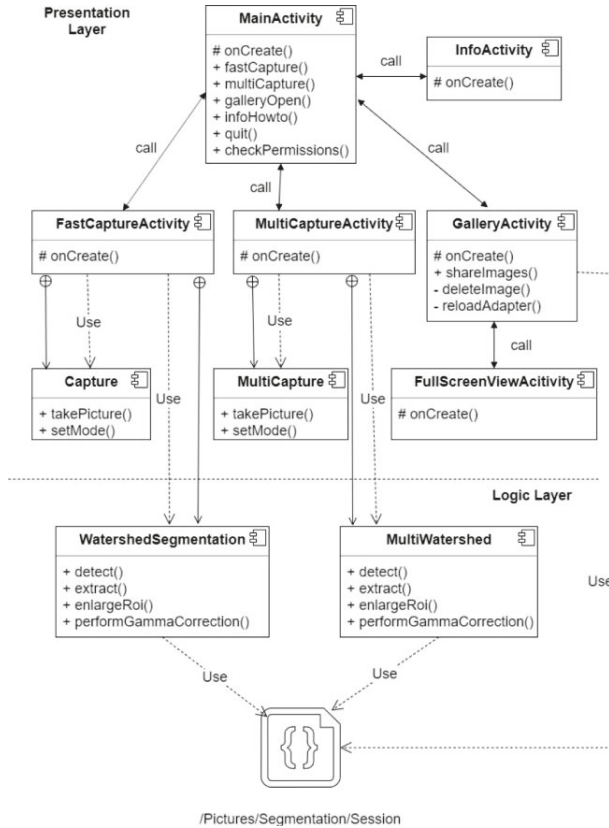 Presentation
Layer
MainActivity
# onCreate()
+ fastCapture()
+ multiCapture()
+ galleryOpen()
+ infoHowto()
+ quit()
+ checkPermissions()
call
InfoActivity
# onCreate()
call
call
call
FastCaptureActivity
# onCreate()
MultiCaptureActivity
# onCreate()
GalleryActivity
# onCreate()
+ shareImages()
- deleteImage()
- reloadAdapter()
Use
Use
call
Capture
+ takePicture()
+ setMode()
Use
MultiCapture
+ takePicture()
+ setMode()
Use
FullScreenViewAcitivity
# onCreate()
Logic Layer
WatershedSegmentation
+ detect()
+ extract()
+ enlargeRoi()
+ performGammaCorrection()
MultiWatershed
+ detect()
+ extract()
+ enlargeRoi()
+ performGammaCorrection()
Use
Use
Use
{ }
/Pictures/Segmentation/Session